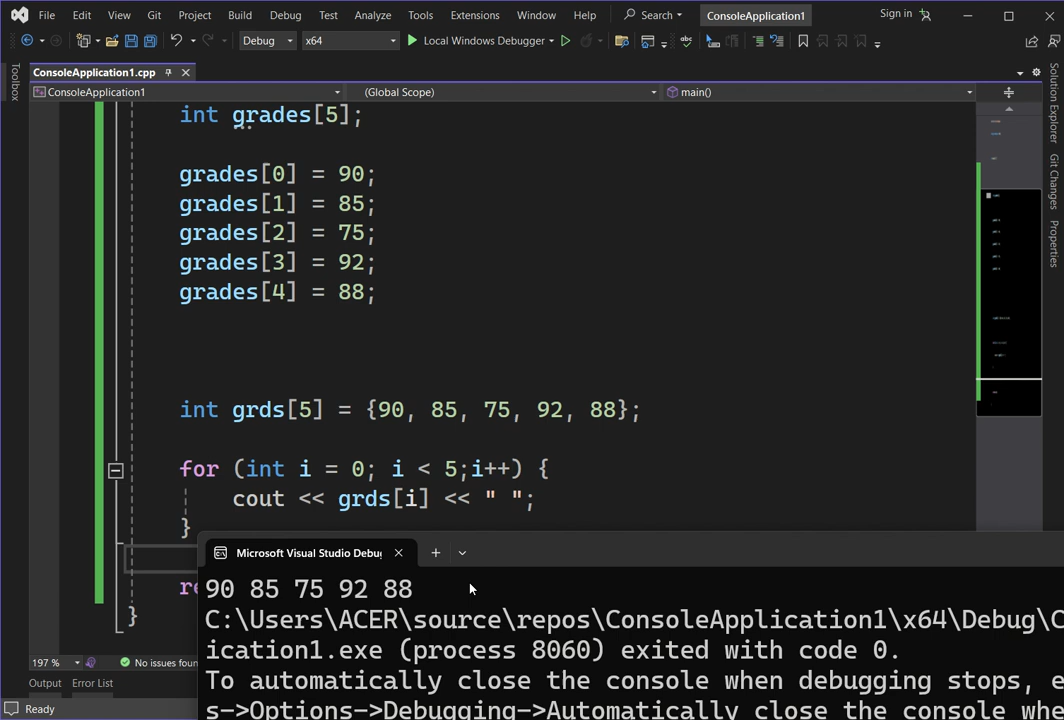 File Edit View Git Project Build Debug Test Analyze Tools Extensions Window Help Search ConsoleApplication1 Sign in
Debug x64 Local Windows Debugger
Toolbox
ConsoleApplication1.cpp
ConsoleApplication1 (Global Scope) main()
int grades[5];
grades[0] = 90;
grades[1] = 85;
grades[2] = 75;
grades[3] = 92;
grades[4] = 88;
int grds[5] = {90, 85, 75, 92, 88};
for (int i = 0; i < 5;i++) {
cout << grds[i] << " ";
}
re
}
Solution Explorer
Git Changes
Properties
Microsoft Visual Studio Debug
90 85 75 92 88
C:\Users\ACER\source\repos\ConsoleApplication1\x64\Debug\C
ication1.exe (process 8060) exited with code 0.
To automatically close the console when debugging stops, e
s->Options->Debugging->Automatically close the console whe
197 % No issues foun
Output Error List
Ready